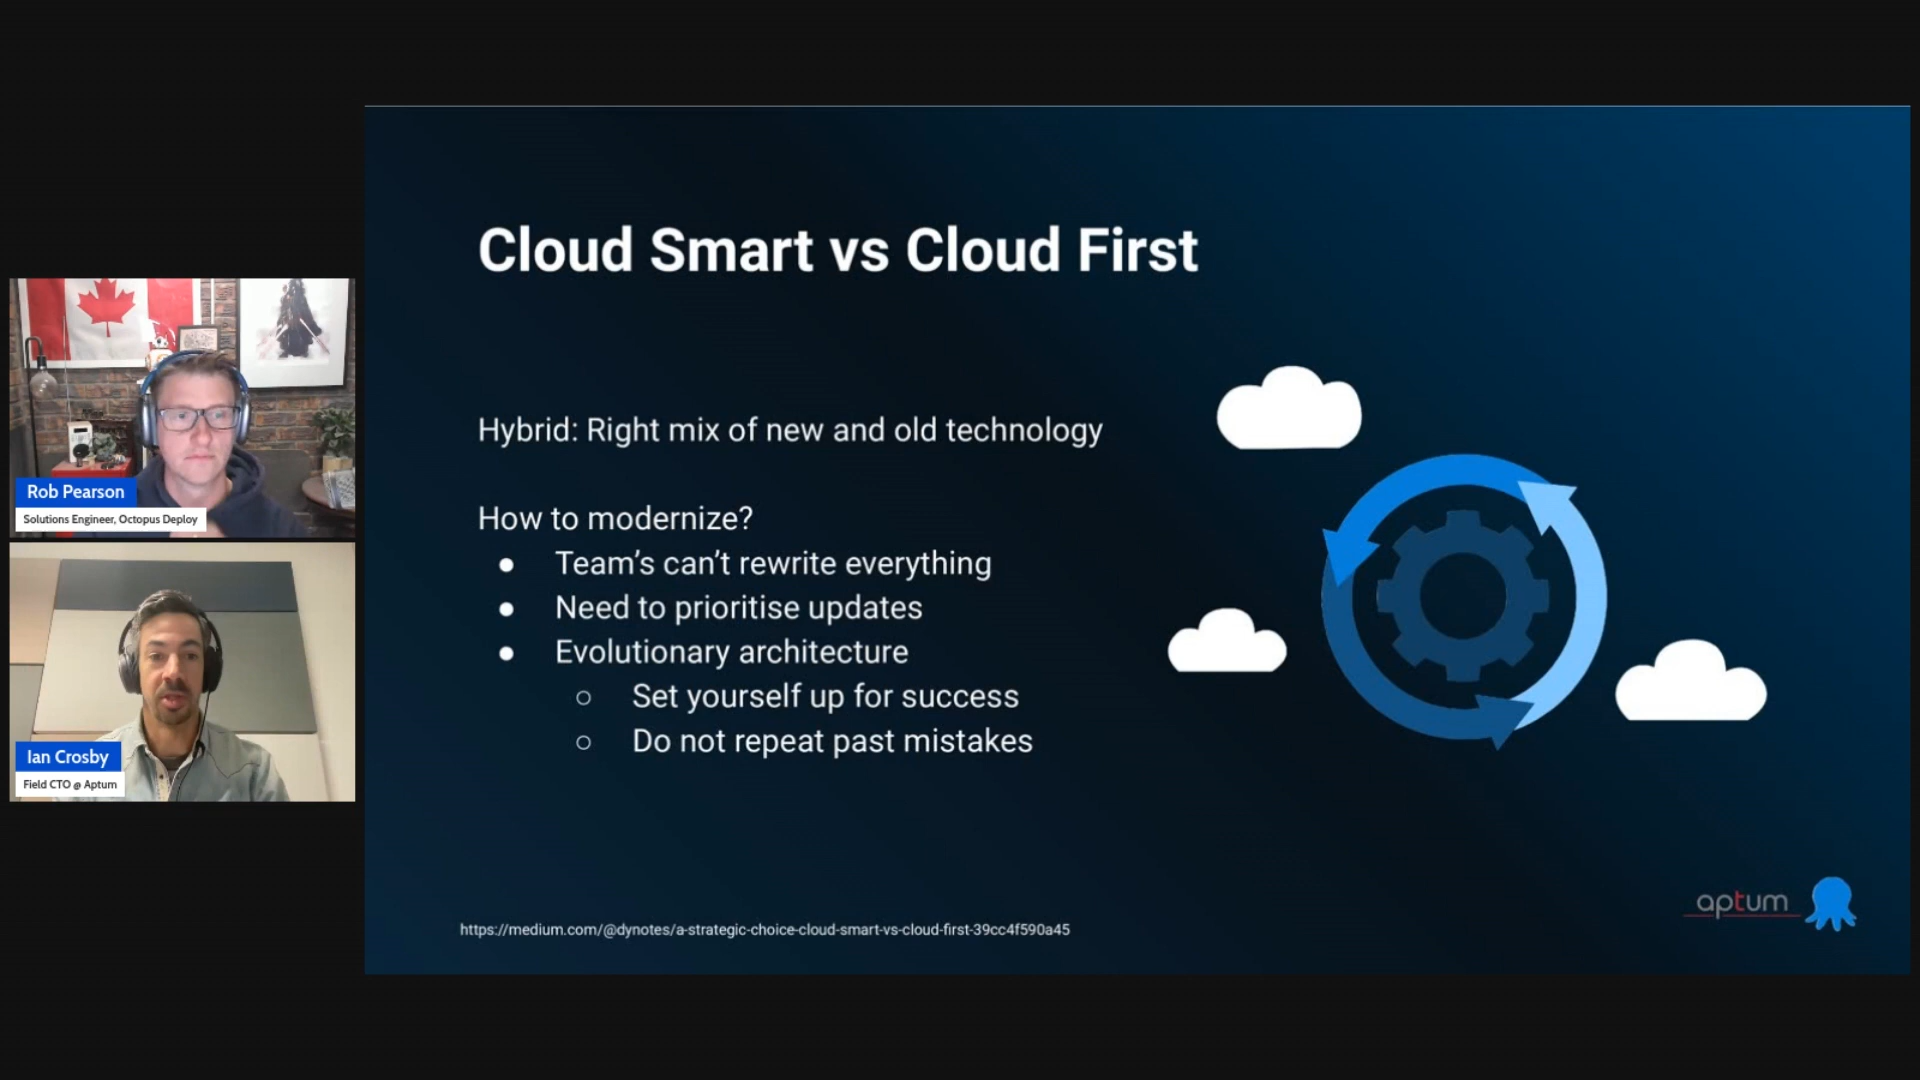 Cloud Smart vs Cloud First
Hybrid: Right mix of new and old technology
How to modernize?
● Team's can't rewrite everything
● Need to prioritise updates
● Evolutionary architecture
○ Set yourself up for success
○ Do not repeat past mistakes
https://medium.com/@dynotes/a-strategic-choice-cloud-smart-vs-cloud-first-39cc4f590a45
aptum
Rob Pearson
Solutions Engineer, Octopus Deploy
Ian Crosby
Field CTO @ Aptum